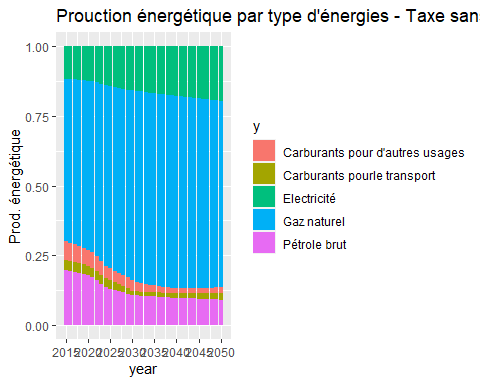 Prouction énergétique par type d'énergies - Taxe san
Prod. énergétique
1.00
0.75
0.50
0.25
0.00
2015 2020 2025 2030 2035 2040 2045 2050
year
y
Carburants pour d'autres usages
Carburants pourle transport
Electricité
Gaz naturel
Pétrole brut